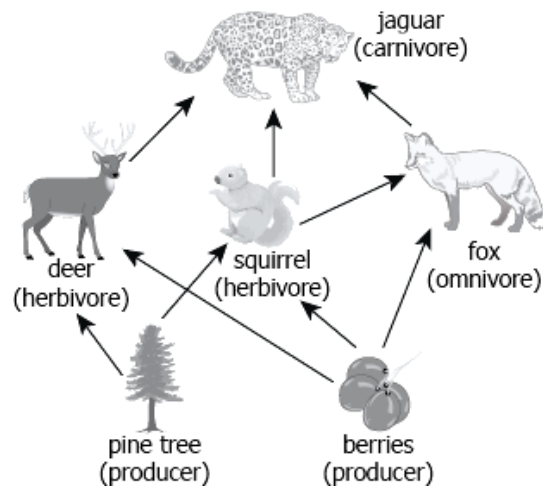 jaguar
(carnivore)
deer
(herbivore)
squirrel
(herbivore)
fox
(omnivore)
pine tree
(producer)
berries
(producer)